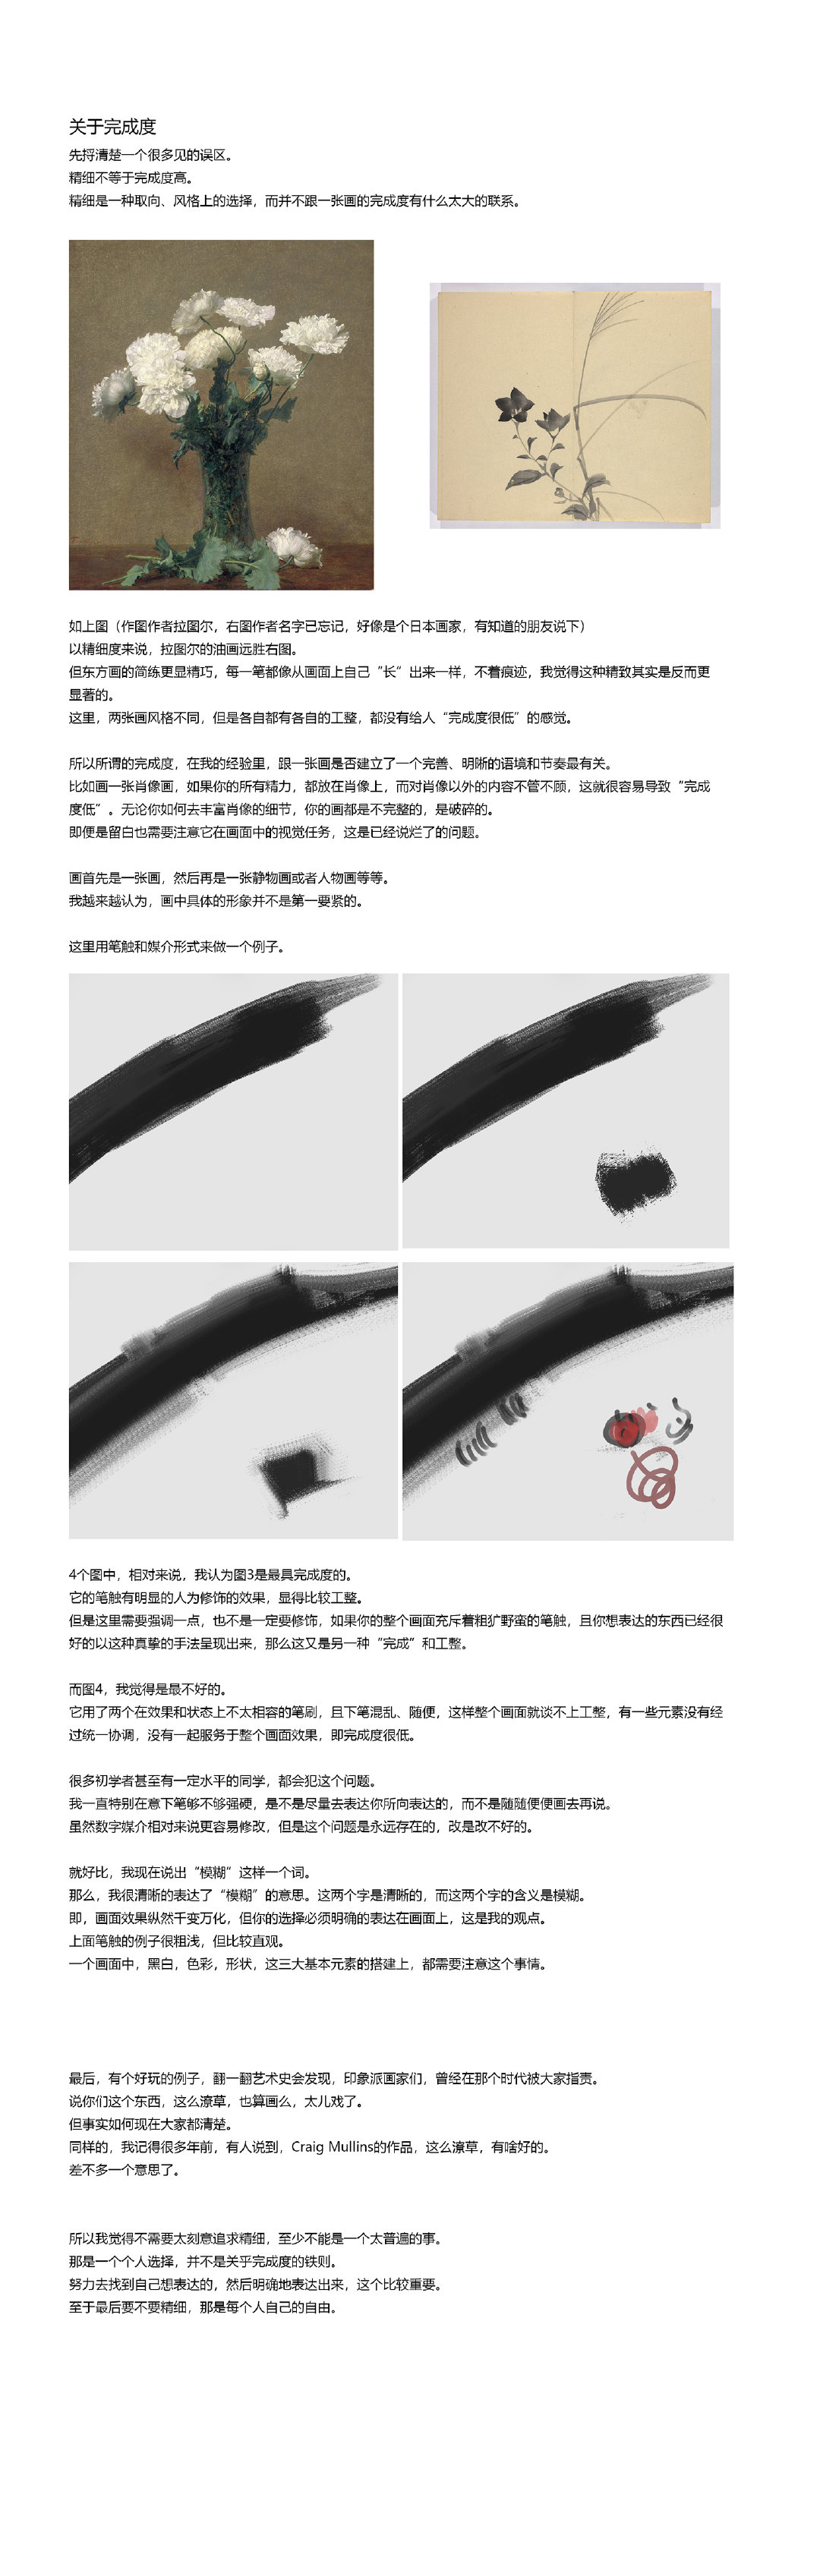 关于完成度
先捋清楚一个很多见的误区。
精细不等于完成度高。
精细是一种取向、风格上的选择，而并不跟一张画的完成度有什么太大的联系。
如上图（作图作者拉图尔，右图作者名字已忘记，好像是个日本画家，有知道的朋友说下）
以精细度来说，拉图尔的油画远胜右图。
但东方画的简练更显精巧，每一笔都像从画面上自己“长”出来一样，不着痕迹，我觉得这种精致其实是反而更
显著的。
这里，两张画风格不同，但是各自都有各自的工整，都没有给人“完成度很低”的感觉。
所以所谓的完成度，在我的经验里，跟一张画是否建立了一个完善、明晰的语境和节奏最有关。
比如画一张肖像画，如果你的所有精力，都放在肖像上，而对肖像以外的内容不管不顾，这就很容易导致“完成
度低”。无论你如何去丰富肖像的细节，你的画都是不完整的，是破碎的。
即便是留白也需要注意它在画面中的视觉任务，这是已经说烂了的问题。
画首先是一张画，然后再是一张静物画或者人物画等等。
我越来越认为，画中具体的形象并不是第一要紧的。
这里用笔触和媒介形式来做一个例子。
4个图中，相对来说，我认为图3是最具完成度的。
它的笔触有明显的人为修饰的效果，显得比较工整。
但是这里需要强调一点，也不是一定要修饰，如果你的整个画面充斥着粗犷野蛮的笔触，且你想表达的东西已经很
好的以这种真挚的手法呈现出来，那么这又是另一种“完成”和工整。
而图4，我觉得是最不好的。
它用了两个在效果和状态上不太相容的笔刷，且下笔混乱、随便，这样整个画面就谈不上工整，有一些元素没有经
过统一协调，没有一起服务于整个画面效果，即完成度很低。
很多初学者甚至有一定水平的同学，都会犯这个问题。
我一直特别在意下笔够不够强硬，是不是尽量去表达你所向表达的，而不是随随便便画去再说。
虽然数字媒介相对来说更容易修改，但是这个问题是永远存在的，改是改不好的。
就好比，我现在说出“模糊”这样一个词。
那么，我很清晰的表达了“模糊”的意思。这两个字是清晰的，而这两个字的含义是模糊。
即，画面效果纵然千变万化，但你的选择必须明确的表达在画面上，这是我的观点。
上面笔触的例子很粗浅，但比较直观。
一个画面中，黑白，色彩，形状，这三大基本元素的搭建上，都需要注意这个事情。
最后，有个好玩的例子，翻一翻艺术史会发现，印象派画家们，曾经在那个时代被大家指责。
说你们这个东西，这么潦草，也算画么，太儿戏了。
但事实如何现在大家都清楚。
同样的，我记得很多年前，有人说到，Craig Mullins的作品，这么潦草，有啥好的。
差不多一个意思了。
所以我觉得不需要太刻意追求精细，至少不能是一个太普遍的事。
那是一个个人选择，并不是关乎完成度的铁则。
努力去找到自己想表达的，然后明确地表达出来，这个比较重要。
至于最后要不要精细，那是每个人自己的自由。